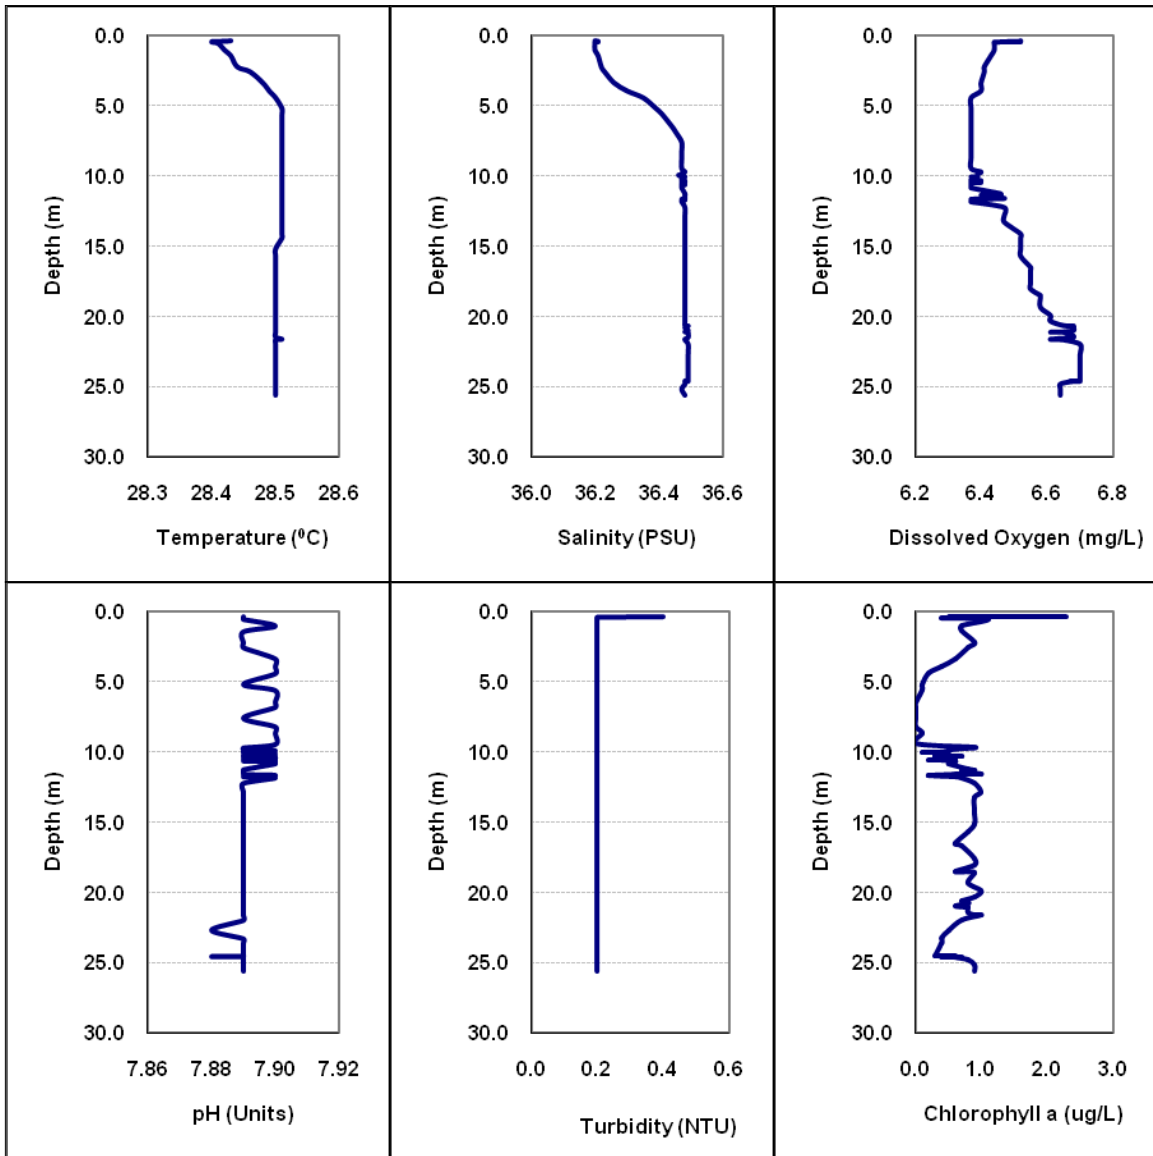 0.0
5.0
10.0
15.0
20.0
25.0
30.0
Depth (m)
28.3 28.4 28.5 28.6
Temperature (⁰C)
0.0
5.0
10.0
15.0
20.0
25.0
30.0
Depth (m)
36.0 36.2 36.4 36.6
Salinity (PSU)
0.0
5.0
10.0
15.0
20.0
25.0
30.0
Depth (m)
6.2 6.4 6.6 6.8
Dissolved Oxygen (mg/L)
0.0
5.0
10.0
15.0
20.0
25.0
30.0
Depth (m)
7.86 7.88 7.90 7.92
pH (Units)
0.0
5.0
10.0
15.0
20.0
25.0
30.0
Depth (m)
0.0 0.2 0.4 0.6
Turbidity (NTU)
0.0
5.0
10.0
15.0
20.0
25.0
30.0
Depth (m)
0.0 1.0 2.0 3.0
Chlorophyll a (ug/L)